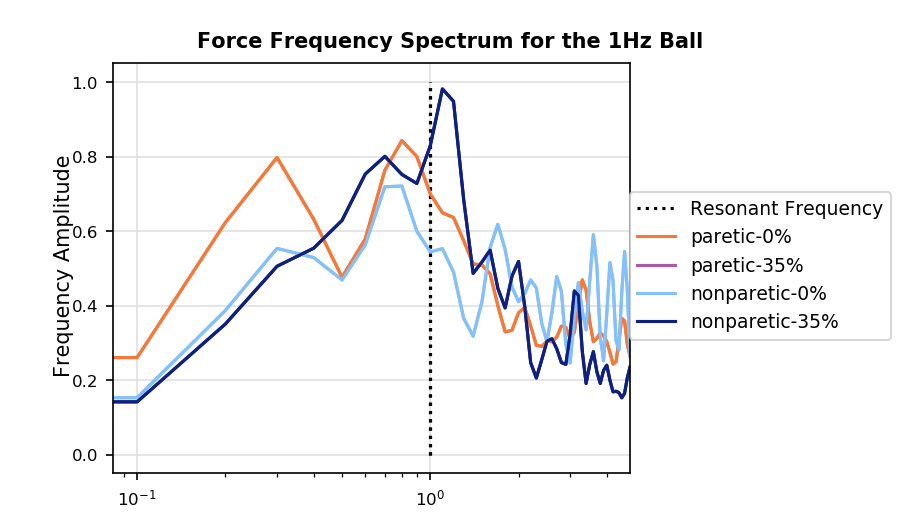 Force Frequency Spectrum for the 1Hz Ball
Frequency Amplitude
1.0
0.8
0.6
0.4
0.2
0.0
10⁻¹
10⁰
Resonant Frequency
paretic-0%
paretic-35%
nonparetic-0%
nonparetic-35%